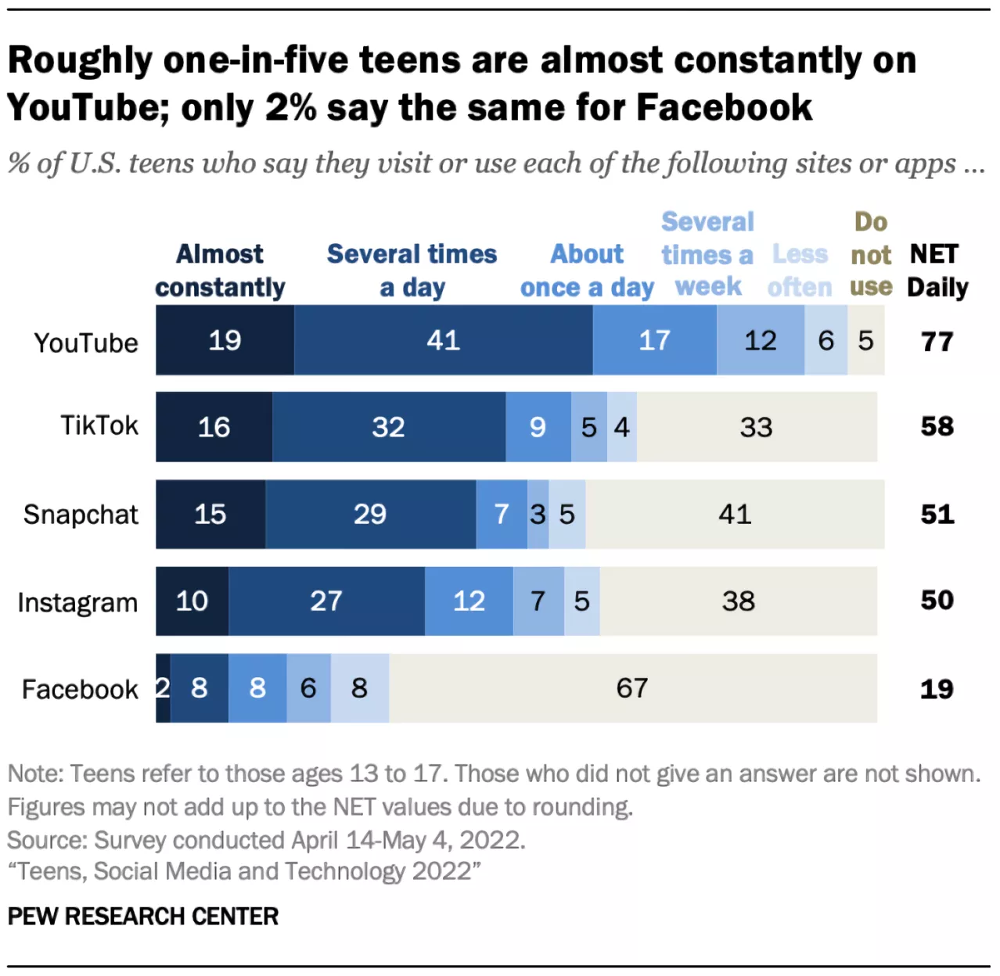 Roughly one-in-five teens are almost constantly on
YouTube; only 2% say the same for Facebook
% of U.S. teens who say they visit or use each of the following sites or apps ...
Almost constantly
Several times a day
About once a day
Several times a week
Less often
Do not use
NET Daily
YouTube 19 41 17 12 6 5 77
TikTok 16 32 9 5 4 33 58
Snapchat 15 29 7 3 5 41 51
Instagram 10 27 12 7 5 38 50
Facebook 2 8 8 6 8 67 19
Note: Teens refer to those ages 13 to 17. Those who did not give an answer are not shown.
Figures may not add up to the NET values due to rounding.
Source: Survey conducted April 14-May 4, 2022.
“Teens, Social Media and Technology 2022”
PEW RESEARCH CENTER